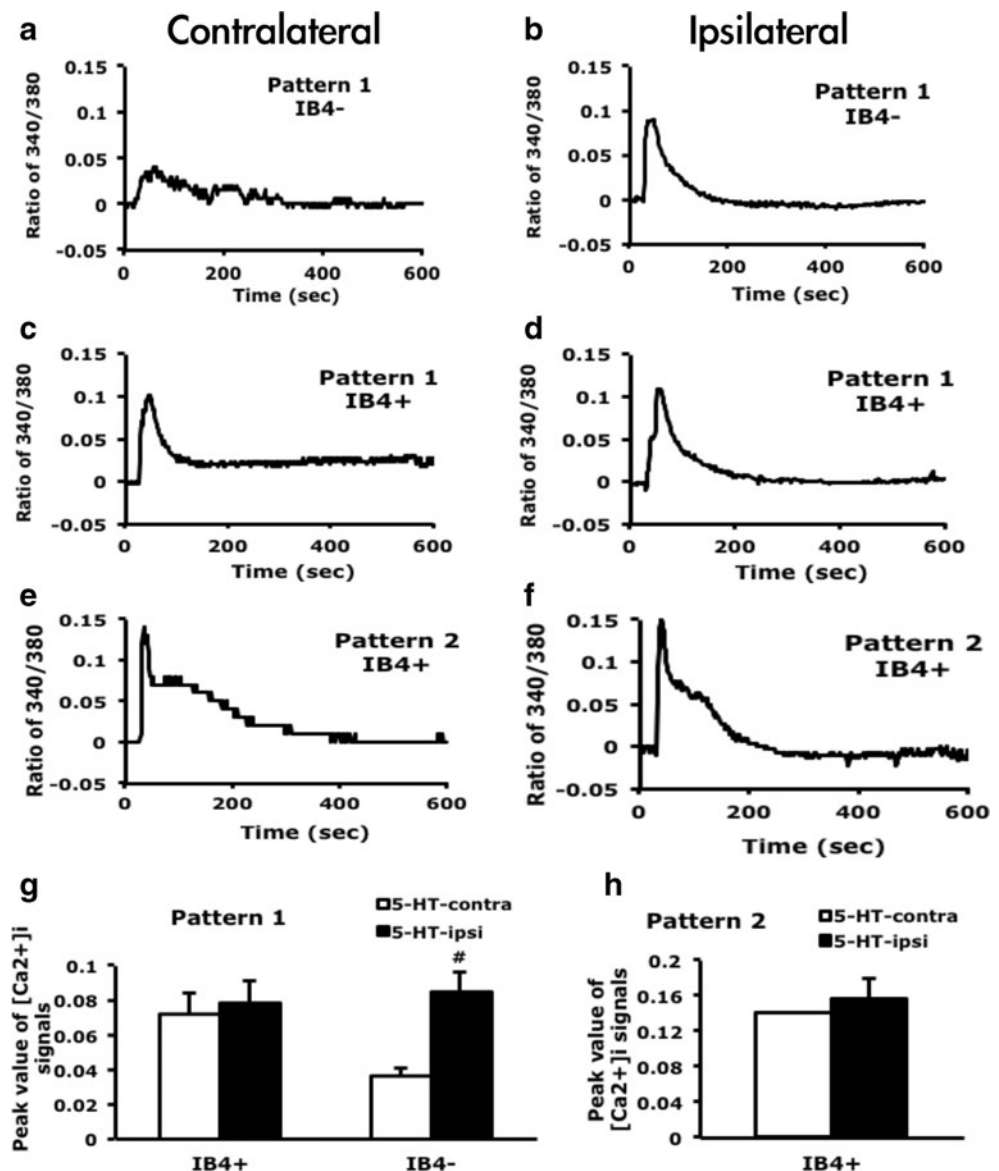 a Contralateral
b Ipsilateral
Ratio of 340/380
0.15
0.1
0.05
0
-0.05
Pattern 1
IB4-
0 200 400 600
Time (sec)
Ratio of 340/380
0.15
0.1
0.05
0
-0.05
Pattern 1
IB4-
0 200 400 600
Time (sec)
c
Ratio of 340/380
0.15
0.1
0.05
0
-0.05
Pattern 1
IB4+
0 200 400 600
Time (sec)
d
Ratio of 340/380
0.15
0.1
0.05
0
-0.05
Pattern 1
IB4+
0 200 400 600
Time (sec)
e
Ratio of 340/380
0.15
0.1
0.05
0
-0.05
Pattern 2
IB4+
0 200 400 600
Time (sec)
f
Ratio of 340/380
0.15
0.1
0.05
0
-0.05
Pattern 2
IB4+
0 200 400 600
Time (sec)
g
Pattern 1
5-HT-contra
5-HT-ipsi
#
Peak value of [Ca2+]i
signals
0.1
0.08
0.06
0.04
0.02
0
IB4+ IB4-
h
Pattern 2
5-HT-contra
5-HT-ipsi
Peak value of
[Ca2+]i signals
0.2
0.16
0.12
0.08
0.04
0
IB4+